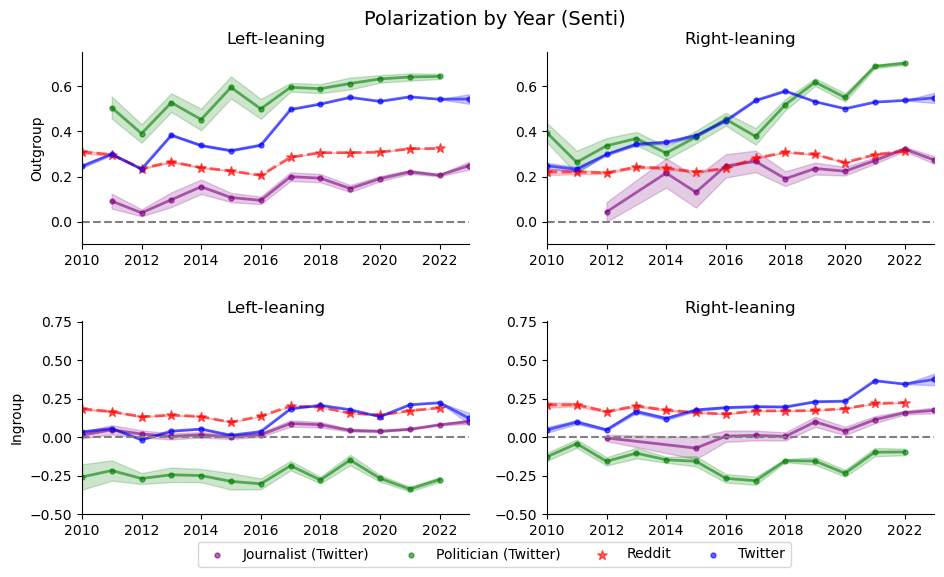 Polarization by Year (Senti)
Left-leaning
Right-leaning
Outgroup
0.6
0.4
0.2
0.0
2010 2012 2014 2016 2018 2020 2022
0.6
0.4
0.2
0.0
2010 2012 2014 2016 2018 2020 2022
Left-leaning
Right-leaning
Ingroup
0.75
0.50
0.25
0.00
−0.25
−0.50
2010 2012 2014 2016 2018 2020 2022
0.75
0.50
0.25
0.00
−0.25
−0.50
2010 2012 2014 2016 2018 2020 2022
Journalist (Twitter) Politician (Twitter) Reddit Twitter